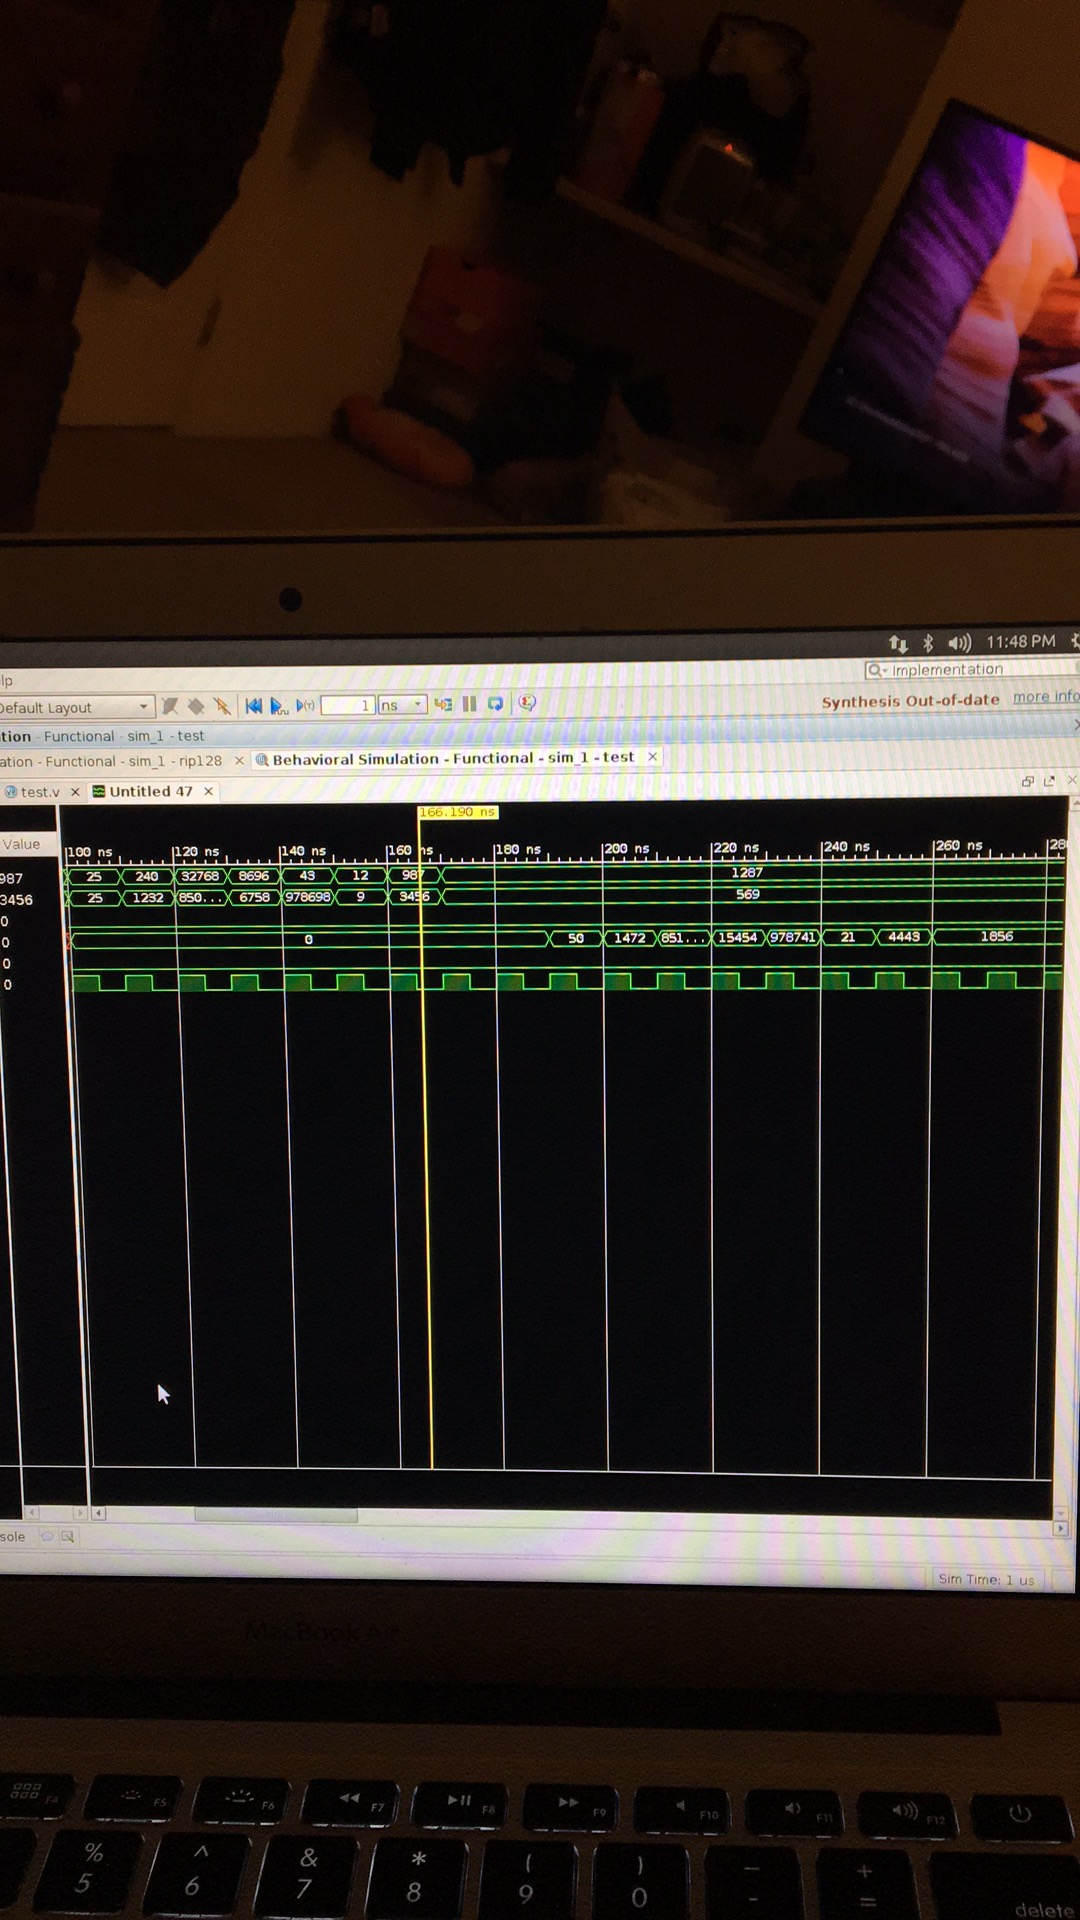 11:48 PM
lp
Implementation
Default Layout
1 ns
Synthesis Out-of-date more info
tion - Functional - sim_1 - test
ation - Functional - sim_1 - rip128 × Behavioral Simulation - Functional - sim_1 - test ×
test.v × Untitled 47 ×
166.190 ns
Value 100 ns 120 ns 140 ns 160 ns 180 ns 200 ns 220 ns 240 ns 260 ns 28
987 25 240 32768 8696 43 12 987 1287
3456 25 1232 850... 6758 978698 9 3456 569
0
0 0 50 1472 851... 15454 978741 21 4443 1856
0
0
sole
Sim Time: 1 us
MacBook Air
F4 F5 F6 F7 F8 F9 F10 F11 F12
% ^ & * ( ) _ +
5 6 7 8 9 0 - =
delete